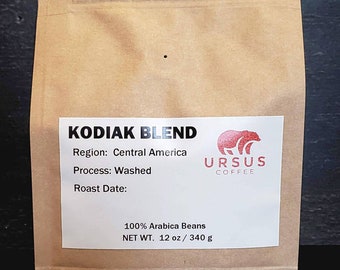 KODIAK BLEND
Region: Central America
Process: Washed
Roast Date:
URSUS
COFFEE
100% Arabica Beans
NET WT. 12 oz / 340 g